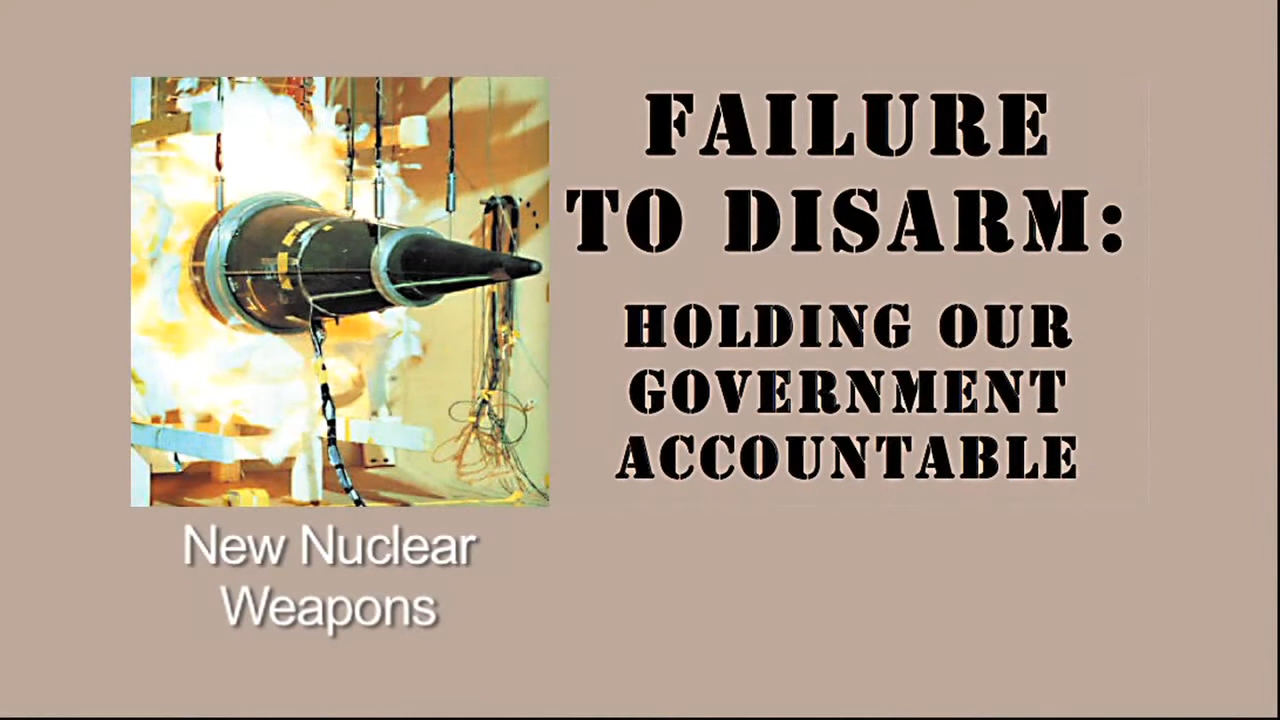 FAILURE
TO DISARM:
HOLDING OUR
GOVERNMENT
ACCOUNTABLE
New Nuclear
Weapons